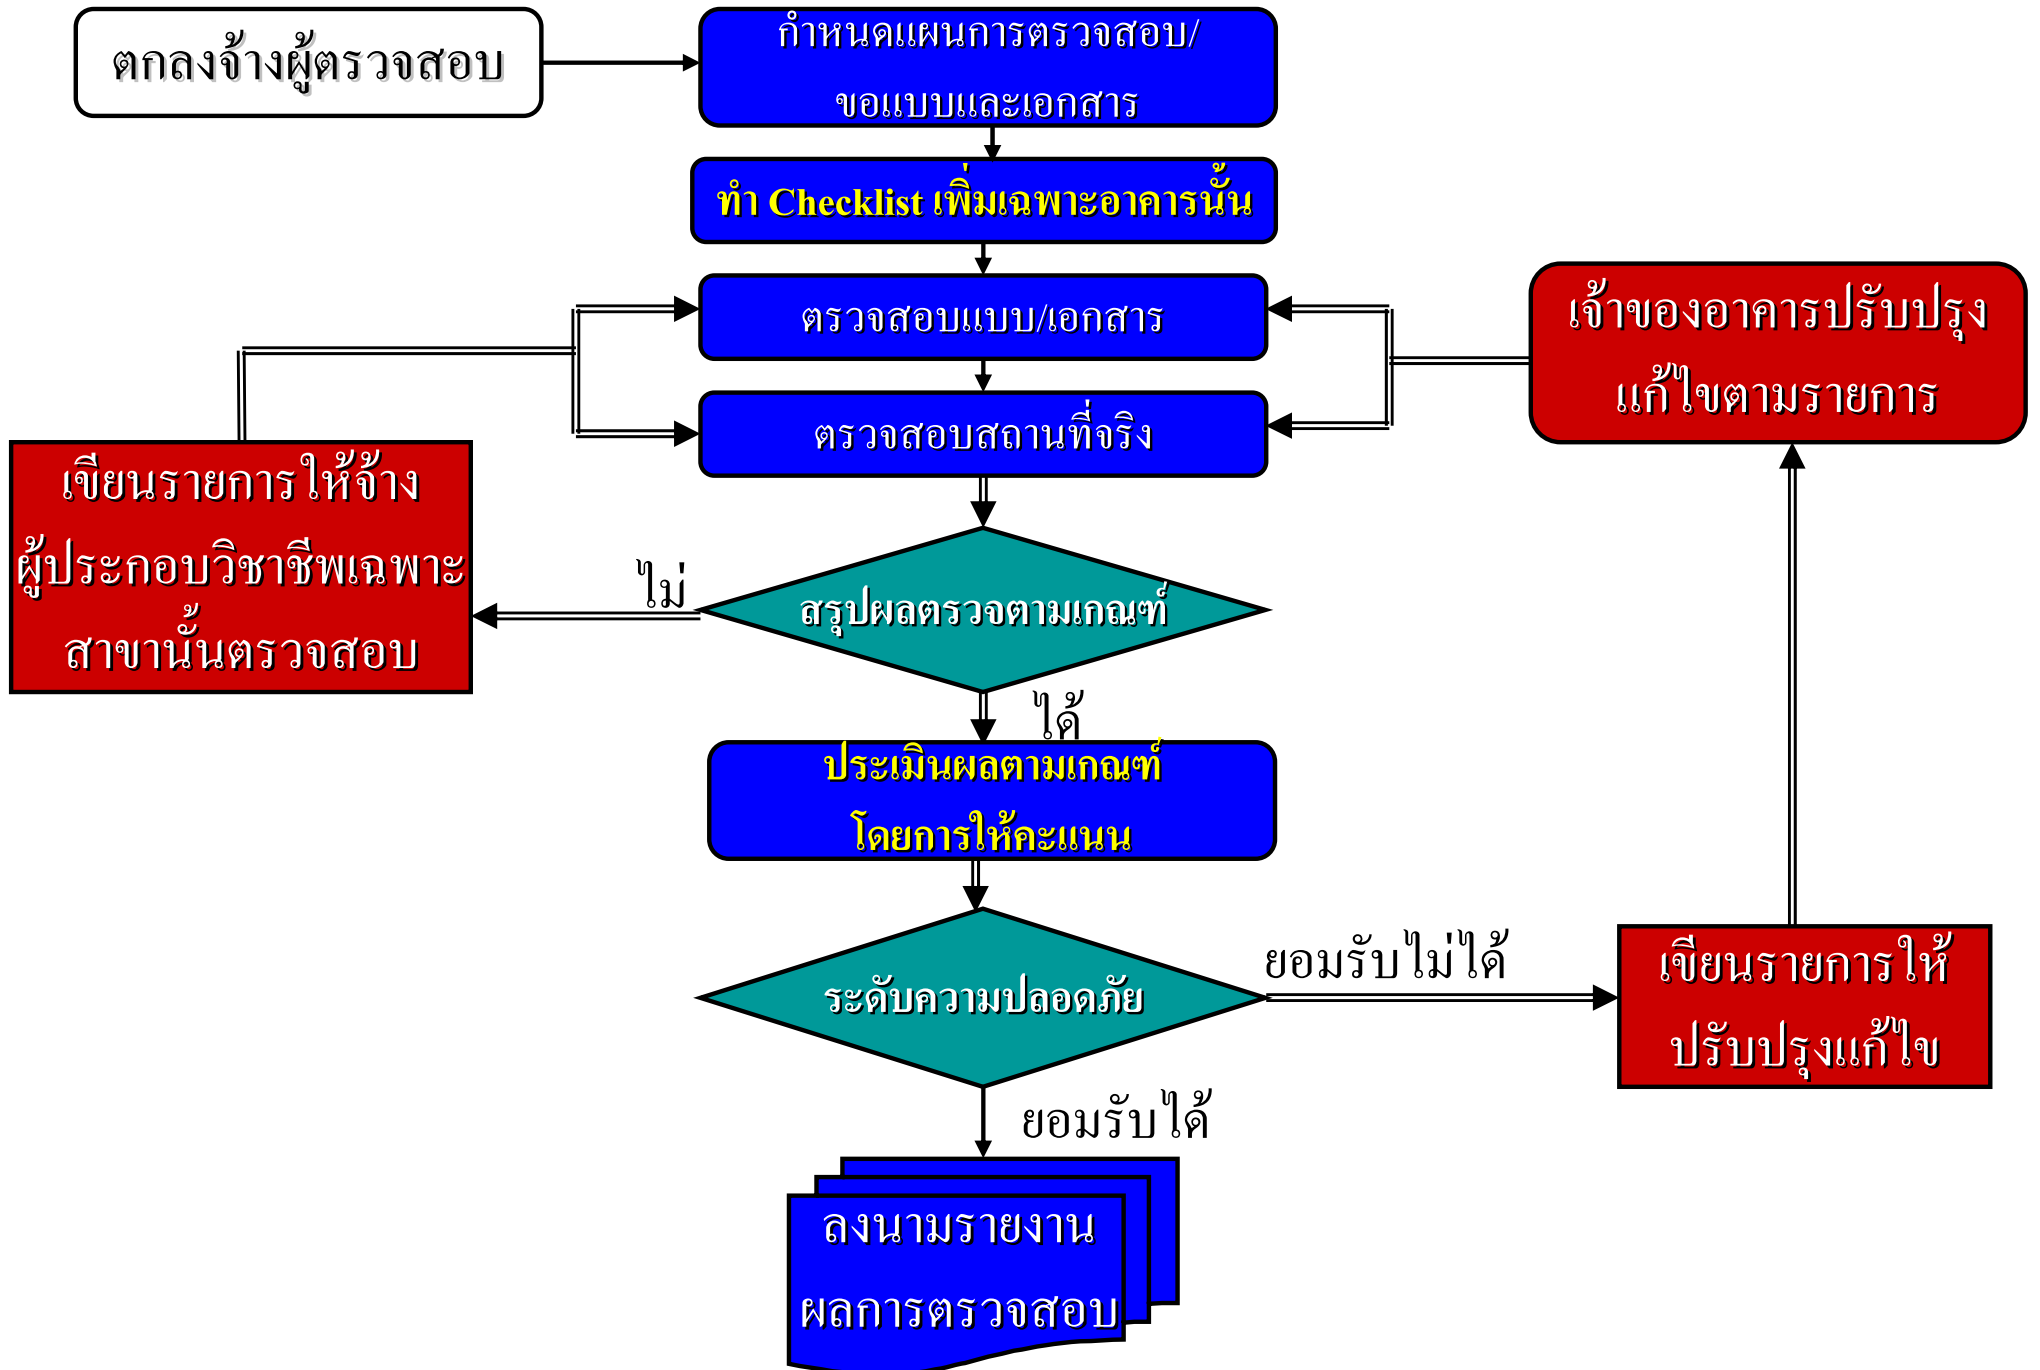 ตกลงจ้างผู้ตรวจสอบ
กำหนดแผนการตรวจสอบ/
ขอแบบและเอกสาร
ทำ Checklist เพิ่มเฉพาะอาคารนั้น
ตรวจสอบแบบ/เอกสาร
เจ้าของอาคารปรับปรุง
แก้ไขตามรายการ
ตรวจสอบสถานที่จริง
เขียนรายการให้จ้าง
ผู้ประกอบวิชาชีพเฉพาะ
สาขานั้นตรวจสอบ
ไม่
สรุปผลตรวจตามเกณฑ์
ได้
ประเมินผลตามเกณฑ์
โดยการให้คะแนน
ระดับความปลอดภัย
ยอมรับไม่ได้
เขียนรายการให้
ปรับปรุงแก้ไข
ยอมรับได้
ลงนามรายงาน
ผลการตรวจสอบ